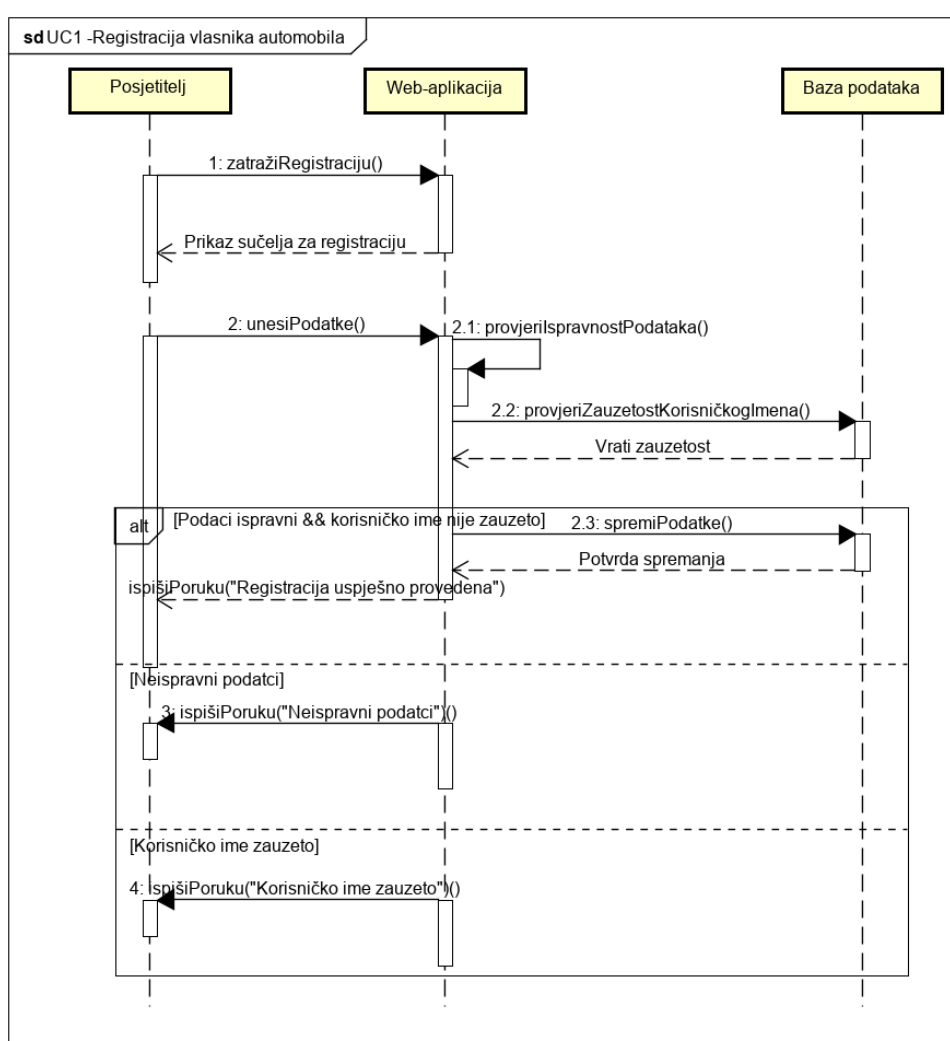 sd UC1 -Registracija vlasnika automobila
Posjetitelj
Web-aplikacija
Baza podataka
1: zatražiRegistraciju()
Prikaz sučelja za registraciju
2: unesiPodatke()
2.1: provjeriIspravnostPodataka()
2.2: provjeriZauzetostKorisničkogImena()
Vrati zauzetost
alt
[Podaci ispravni && korisničko ime nije zauzeto]
2.3: spremiPodatke()
Potvrda spremanja
ispišiPoruku("Registracija uspješno provedena")
[Neispravni podatci]
3: ispišiPoruku("Neispravni podatci")()
[Korisničko ime zauzeto]
4: ispišiPoruku("Korisničko ime zauzeto")()